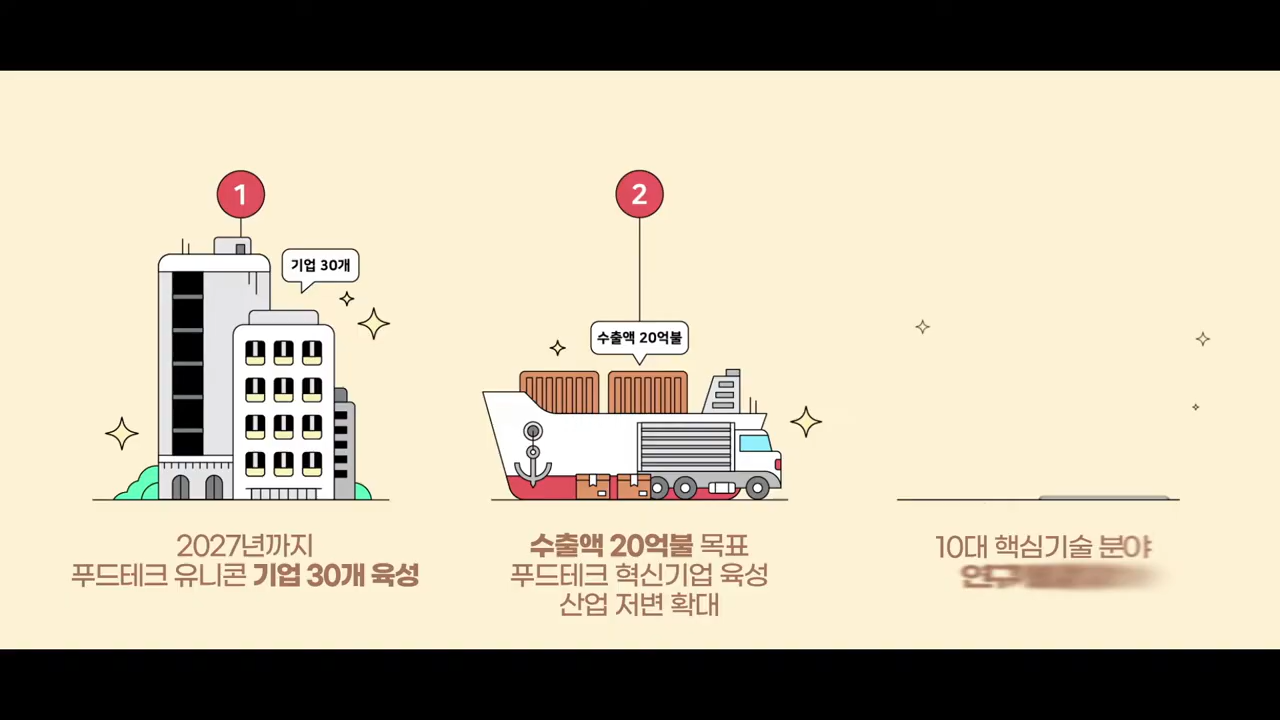 1
기업 30개
2027년까지
푸드테크 유니콘 기업 30개 육성
2
수출액 20억불
수출액 20억불 목표
푸드테크 혁신기업 육성
산업 저변 확대
10대 핵심기술 분야
연구